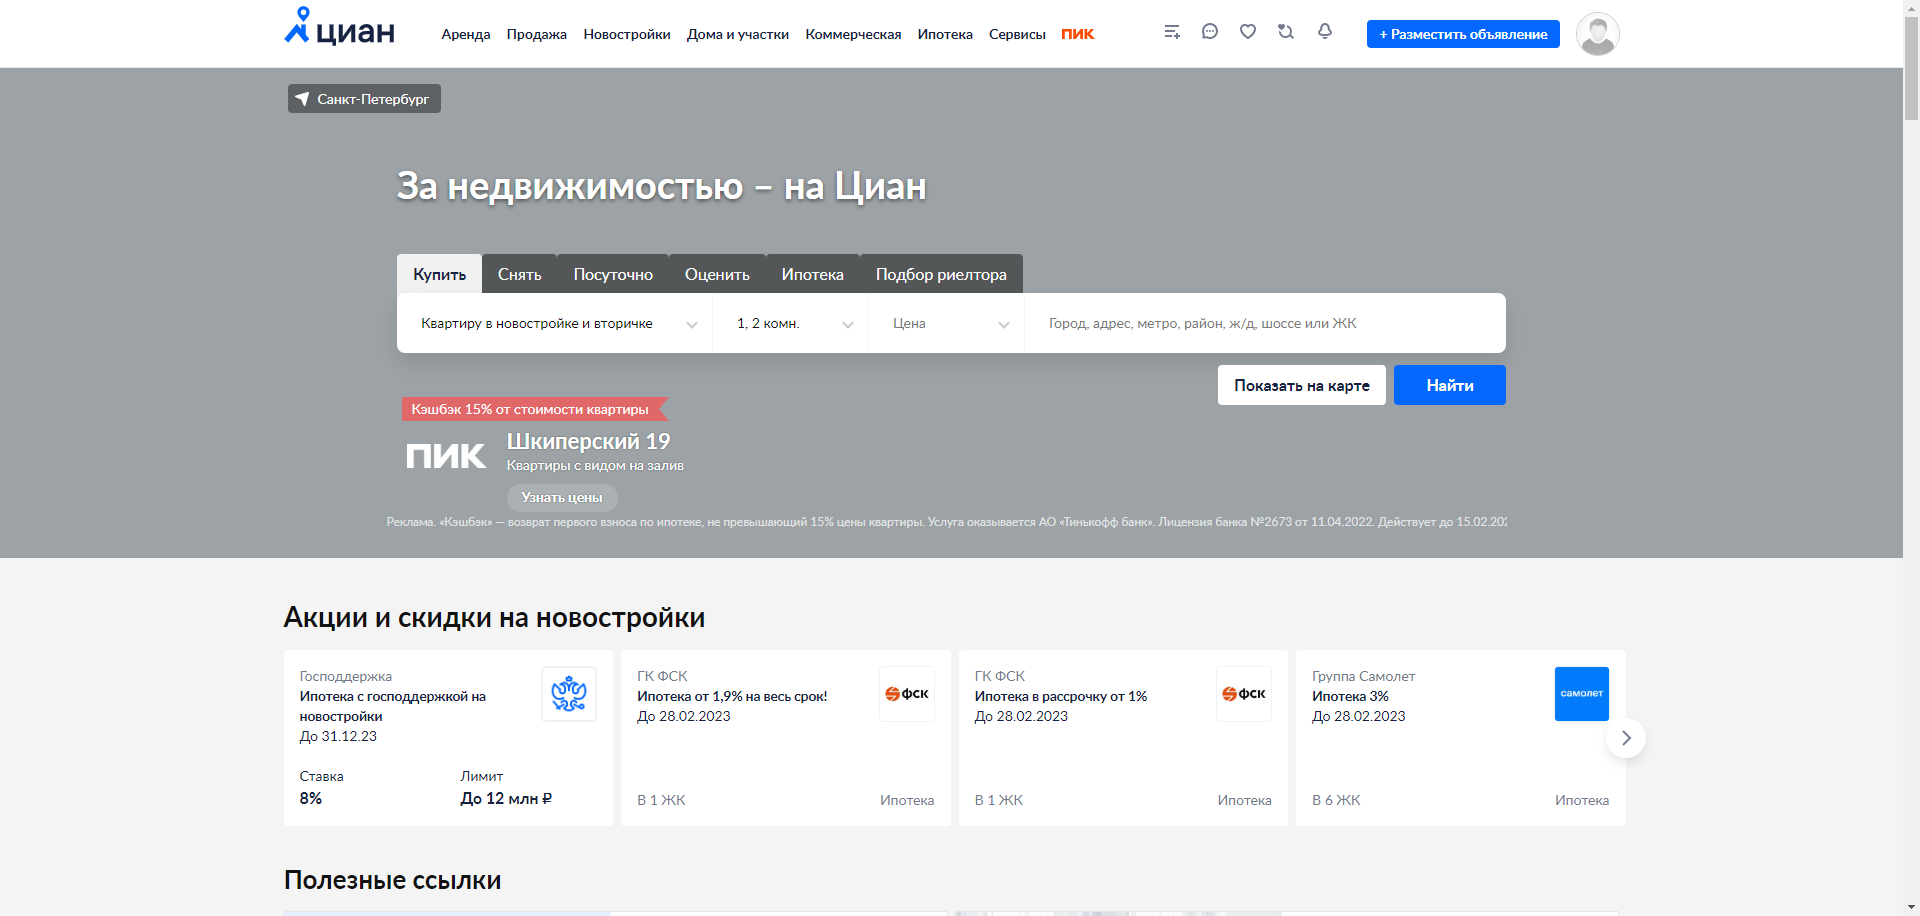 циан
Аренда Продажа Новостройки Дома и участки Коммерческая Ипотека Сервисы ПИК
+ Разместить объявление
Санкт-Петербург
За недвижимостью – на Циан
Купить Снять Посуточно Оценить Ипотека Подбор риелтора
Квартиру в новостройке и вторичке 1, 2 комн. Цена Город, адрес, метро, район, ж/д, шоссе или ЖК
Показать на карте Найти
Кэшбэк 15% от стоимости квартиры
ПИК
Шкиперский 19
Квартиры с видом на залив
Узнать цены
Реклама. «Кэшбэк» — возврат первого взноса по ипотеке, не превышающий 15% цены квартиры. Услуга оказывается АО «Тинькофф банк». Лицензия банка №2673 от 11.04.2022. Действует до 15.02.202
Акции и скидки на новостройки
Господдержка
Ипотека с господдержкой на
новостройки
До 31.12.23
Ставка Лимит
8% До 12 млн ₽
ГК ФСК
Ипотека от 1,9% на весь срок!
До 28.02.2023
ФСК
В 1 ЖК Ипотека
ГК ФСК
Ипотека в рассрочку от 1%
До 28.02.2023
ФСК
В 1 ЖК Ипотека
Группа Самолет
Ипотека 3%
До 28.02.2023
самолет
В 6 ЖК Ипотека
Полезные ссылки